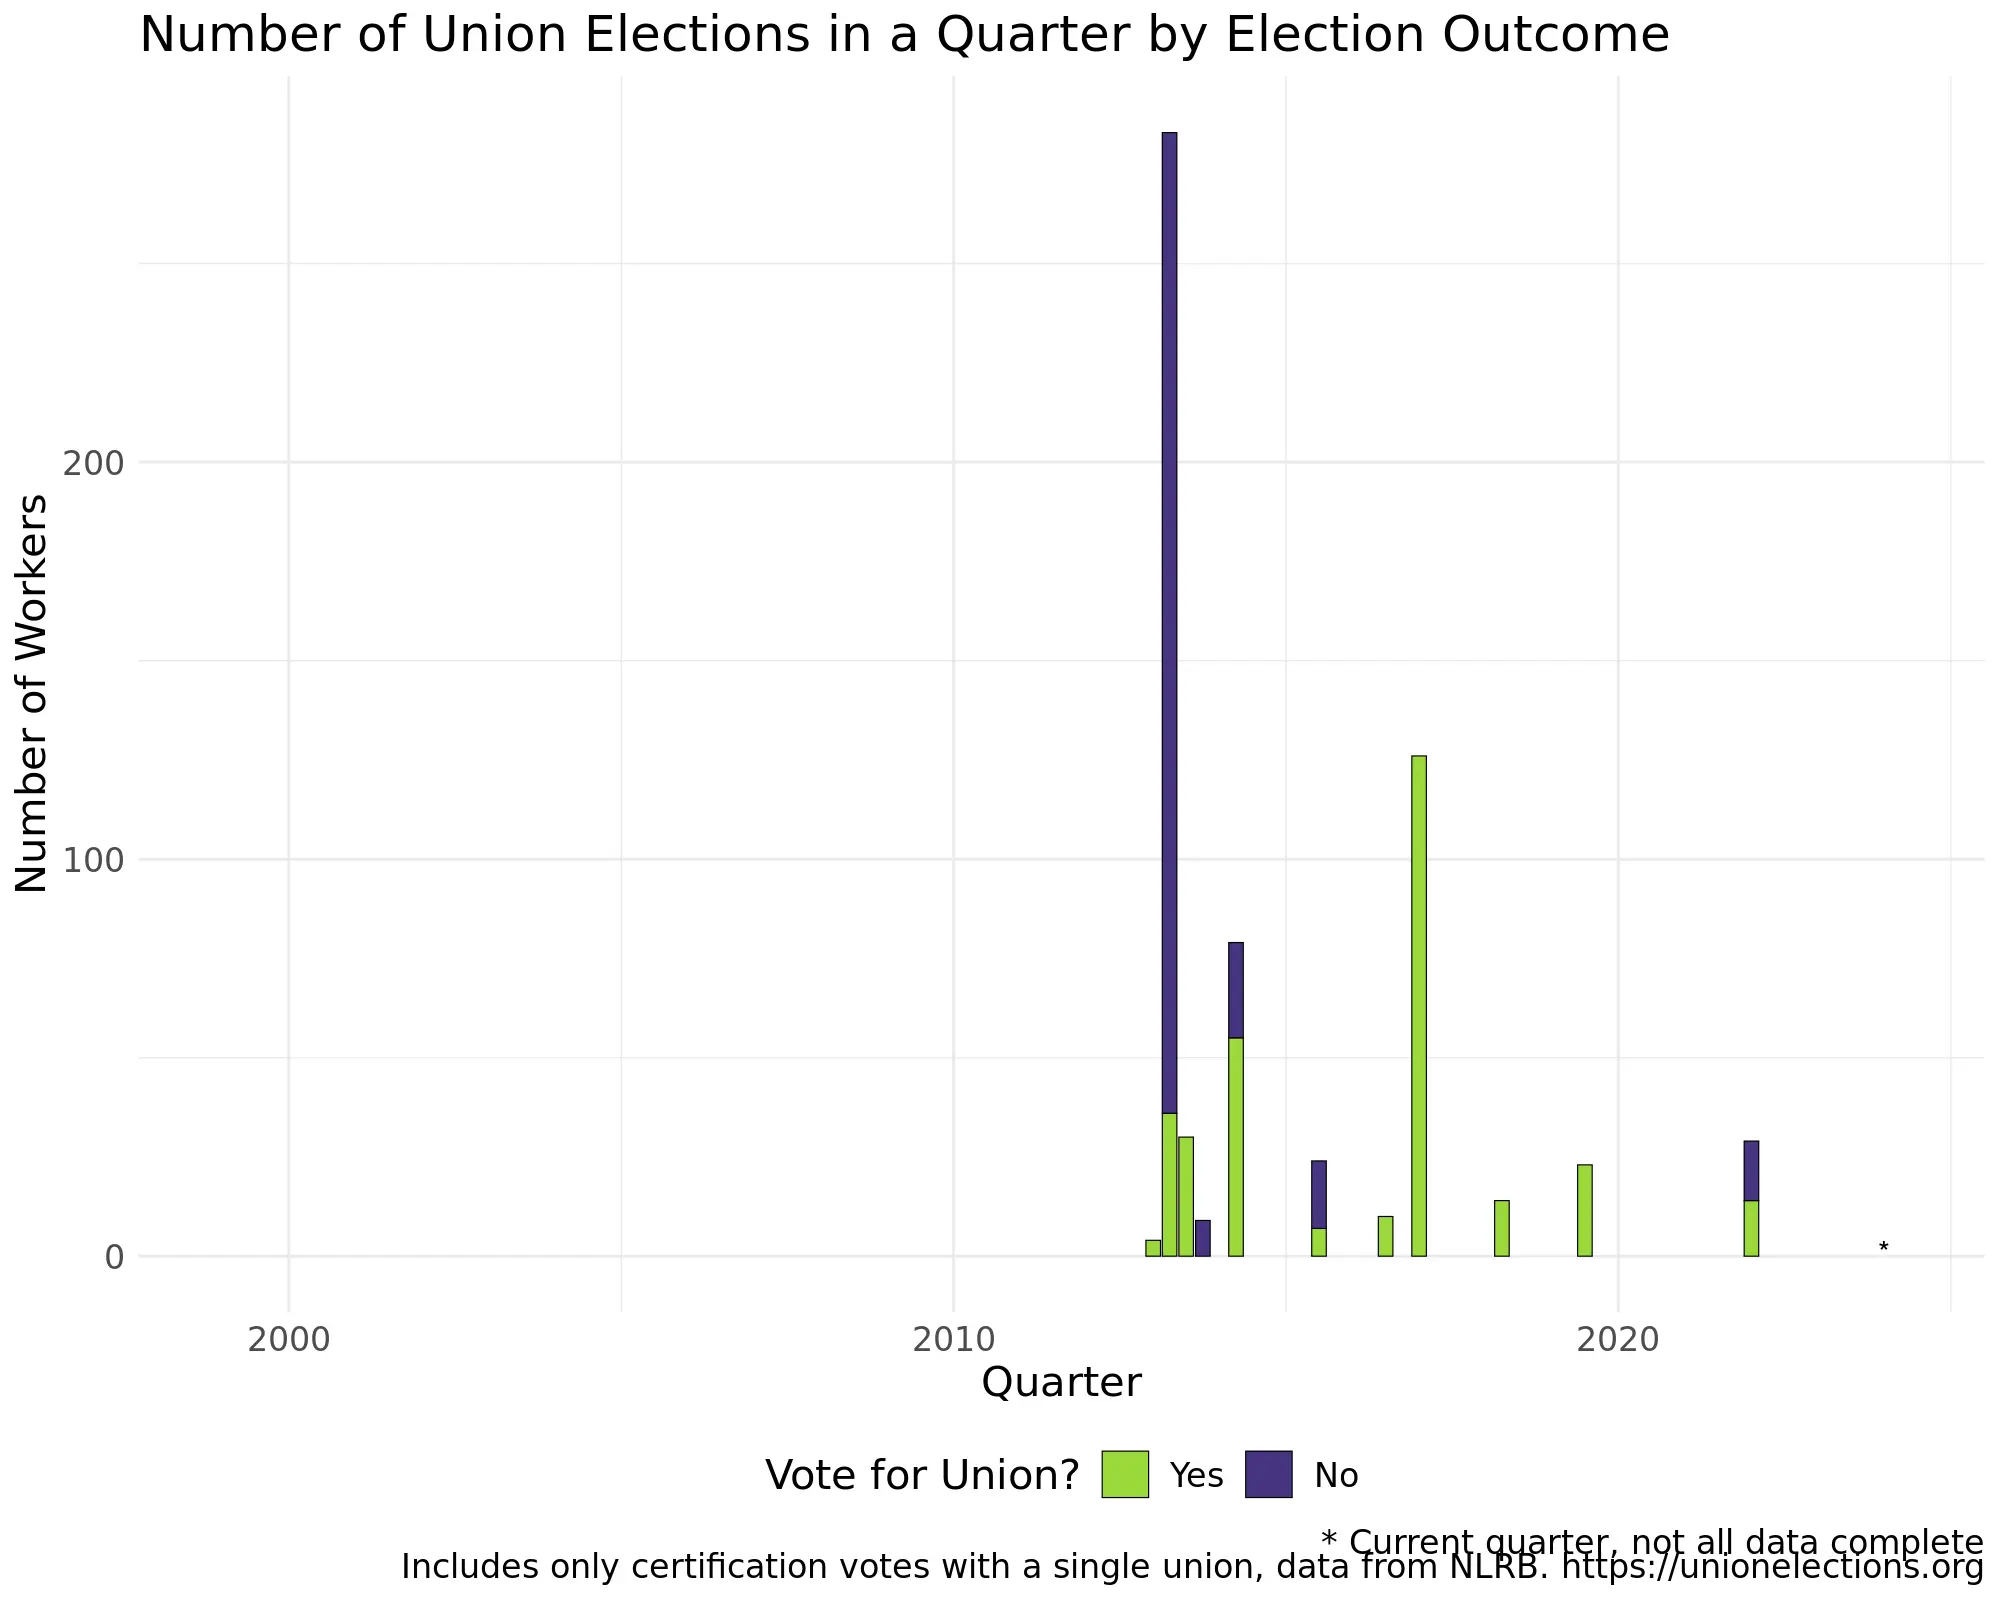 Number of Union Elections in a Quarter by Election Outcome
Number of Workers
200
100
0
*
2000
2010
2020
Quarter
Vote for Union?
Yes
No
* Current quarter, not all data complete
Includes only certification votes with a single union, data from NLRB. https://unionelections.org